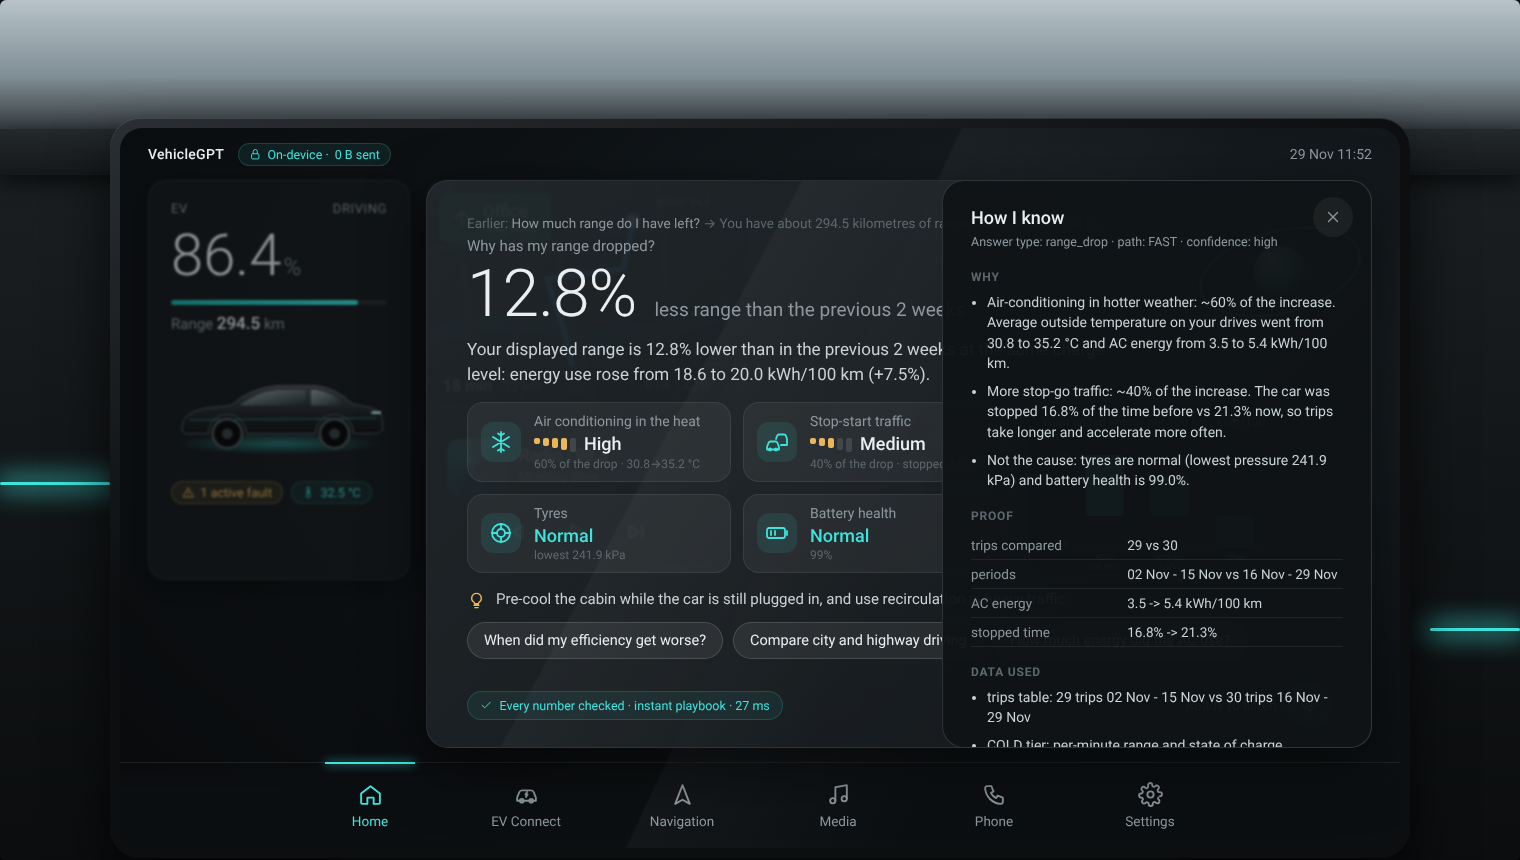 VehicleGPT
On-device · 0 B sent
29 Nov 11:52
EV
DRIVING
86.4%
Range 294.5 km
1 active fault
32.5 °C
Earlier: How much range do I have left? → You have about 294.5 kilometres of ra
Why has my range dropped?
12.8% less range than the previous 2 weeks
Your displayed range is 12.8% lower than in the previous 2 weeks at
level: energy use rose from 18.6 to 20.0 kWh/100 km (+7.5%).
Air conditioning in the heat
High
60% of the drop · 30.8→35.2 °C
Stop-start traffic
Medium
40% of the drop · stopped
Tyres
Normal
lowest 241.9 kPa
Battery health
Normal
99%
Pre-cool the cabin while the car is still plugged in, and use recirculat
When did my efficiency get worse?
Compare city and highway driving
Every number checked · instant playbook · 27 ms
How I know
Answer type: range_drop · path: FAST · confidence: high
WHY
• Air-conditioning in hotter weather: ~60% of the increase.
Average outside temperature on your drives went from
30.8 to 35.2 °C and AC energy from 3.5 to 5.4 kWh/100
km.
• More stop-go traffic: ~40% of the increase. The car was
stopped 16.8% of the time before vs 21.3% now, so trips
take longer and accelerate more often.
• Not the cause: tyres are normal (lowest pressure 241.9
kPa) and battery health is 99.0%.
PROOF
trips compared 29 vs 30
periods 02 Nov - 15 Nov vs 16 Nov - 29 Nov
AC energy 3.5 -> 5.4 kWh/100 km
stopped time 16.8% -> 21.3%
DATA USED
• trips table: 29 trips 02 Nov - 15 Nov vs 30 trips 16 Nov -
29 Nov
• COLD tier: per-minute range and state of charge
Home
EV Connect
Navigation
Media
Phone
Settings